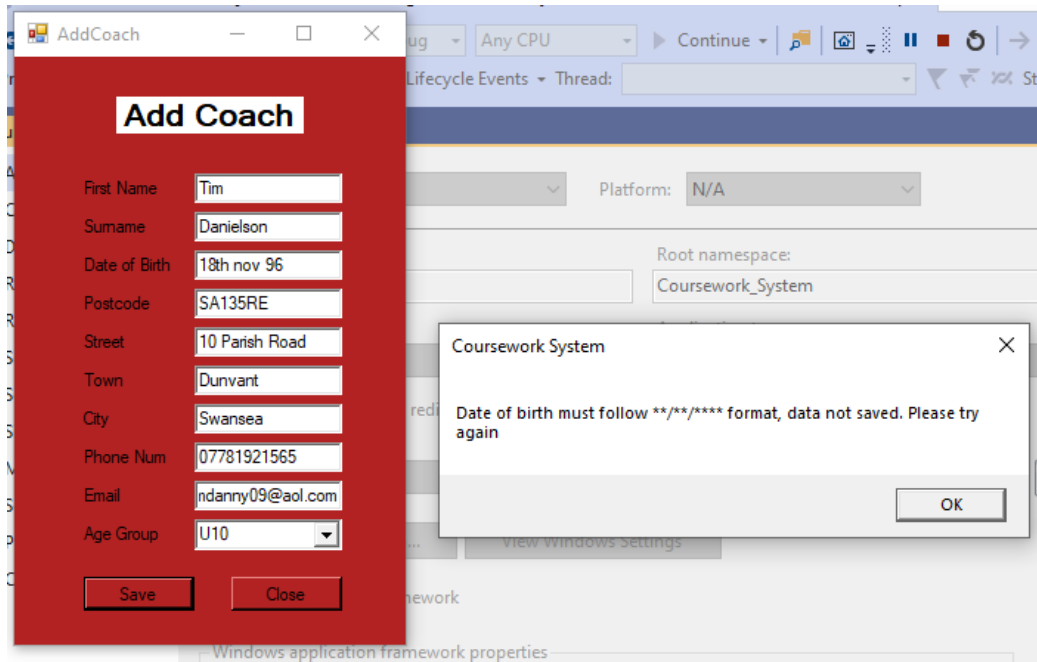 AddCoach
ug Any CPU Continue
Lifecycle Events Thread:
Add Coach
Platform: N/A
First Name Tim
Surname Danielson
Root namespace:
Date of Birth 18th nov 96
Coursework_System
Postcode SA135RE
Street 10 Parish Road
Coursework System
Town Dunvant
redi
City Swansea
Date of birth must follow **/**/**** format, data not saved. Please try
again
Phone Num 07781921565
Email ndanny09@aol.com
OK
Age Group U10
... View Windows Settings
Save Close
nework
Windows application framework properties